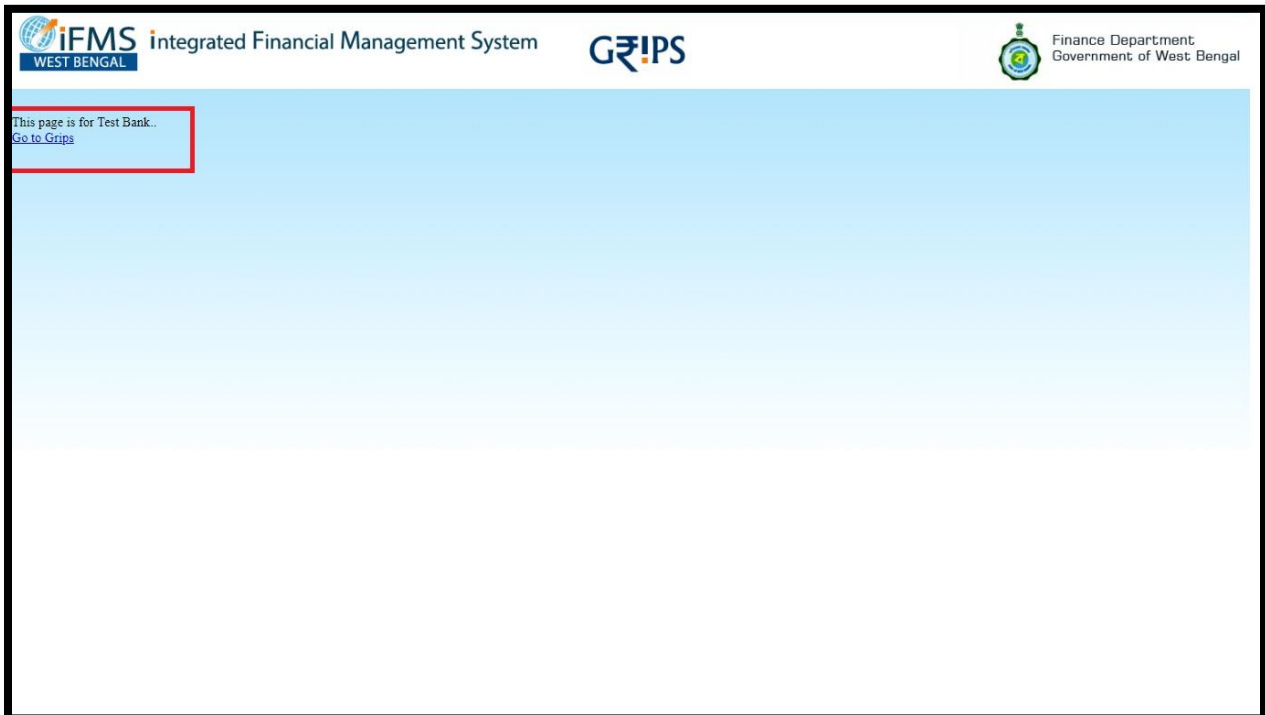 iFMS integrated Financial Management System
WEST BENGAL
G₹!PS
Finance Department
Government of West Bengal
This page is for Test Bank..
Go to Grips